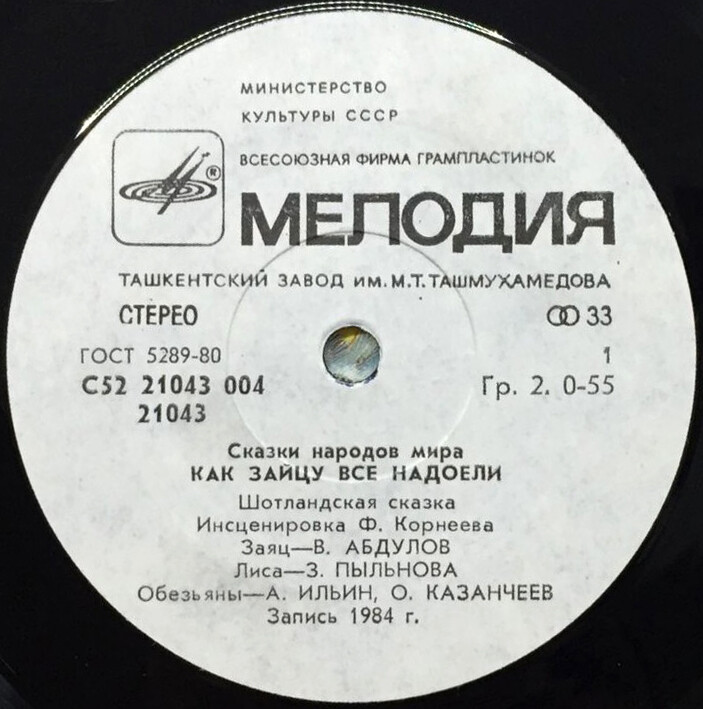 МИНИСТЕРСТВО
КУЛЬТУРЫ СССР
ВСЕСОЮЗНАЯ ФИРМА ГРАМПЛАСТИНОК
®
МЕЛОДИЯ
ТАШКЕНТСКИЙ ЗАВОД ИМ. М.Т. ТАШМУХАМЕДОВА
СТЕРЕО 33
ГОСТ 5289-80 1
С52 21043 004 Гр. 2. 0-55
21043
Сказки народов мира
КАК ЗАЙЦУ ВСЕ НАДОЕЛИ
Шотландская сказка
Инсценировка Ф. Корнеева
Заяц—В. АБДУЛОВ
Лиса—З. ПЫЛЬНОВА
Обезьяны—А. ИЛЬИН, О. КАЗАНЧЕЕВ
Запись 1984 г.